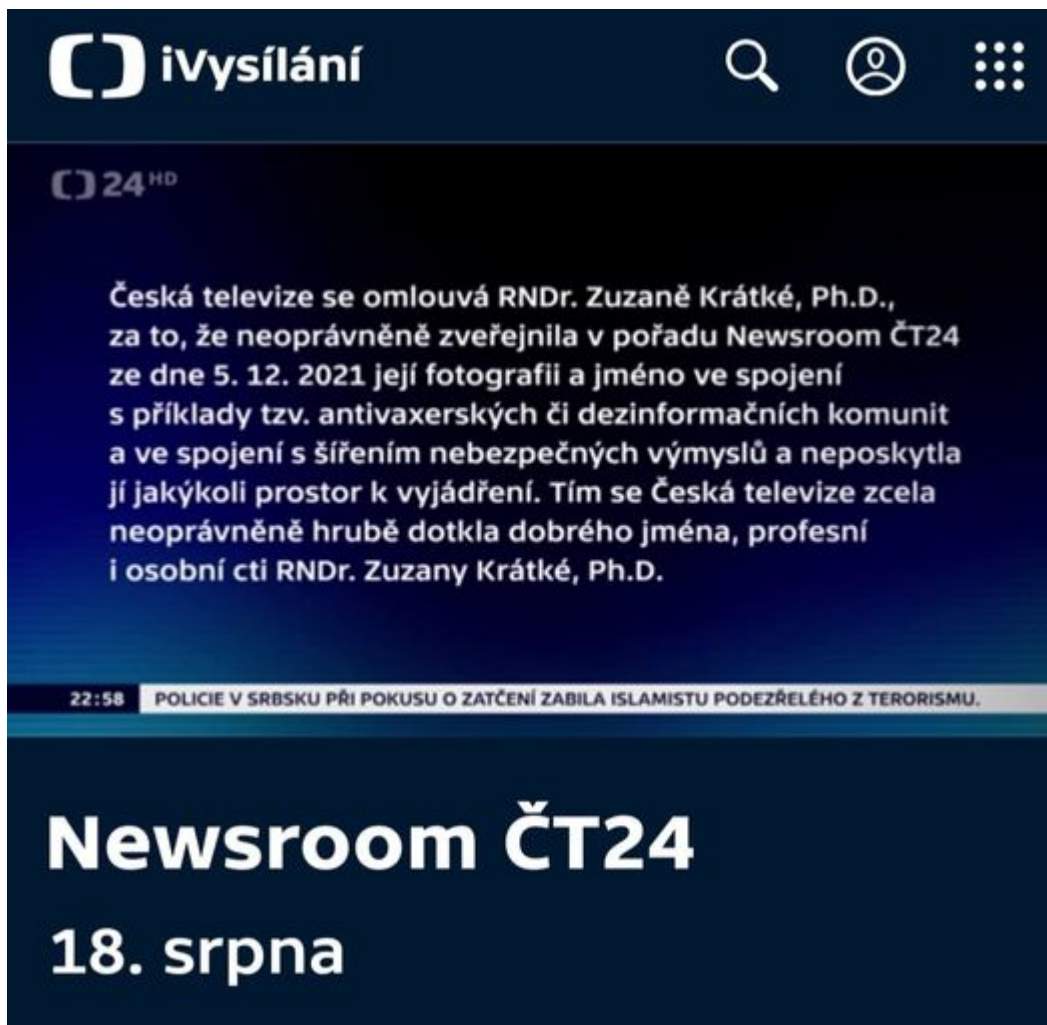 iVysílání
24 HD
Česká televize se omlouvá RNDr. Zuzaně Krátké, Ph.D.,
za to, že neoprávněně zveřejnila v pořadu Newsroom ČT24
ze dne 5. 12. 2021 její fotografii a jméno ve spojení
s příklady tzv. antivaxerských či dezinformačních komunit
a ve spojení s šířením nebezpečných výmyslů a neposkytla
jí jakýkoli prostor k vyjádření. Tím se Česká televize zcela
neoprávněně hrubě dotkla dobrého jména, profesní
i osobní cti RNDr. Zuzany Krátké, Ph.D.
22:58 POLICIE V SRBSKU PŘI POKUSU O ZATČENÍ ZABILA ISLAMISTU PODEZŘELÉHO Z TERORISMU.
Newsroom ČT24
18. srpna